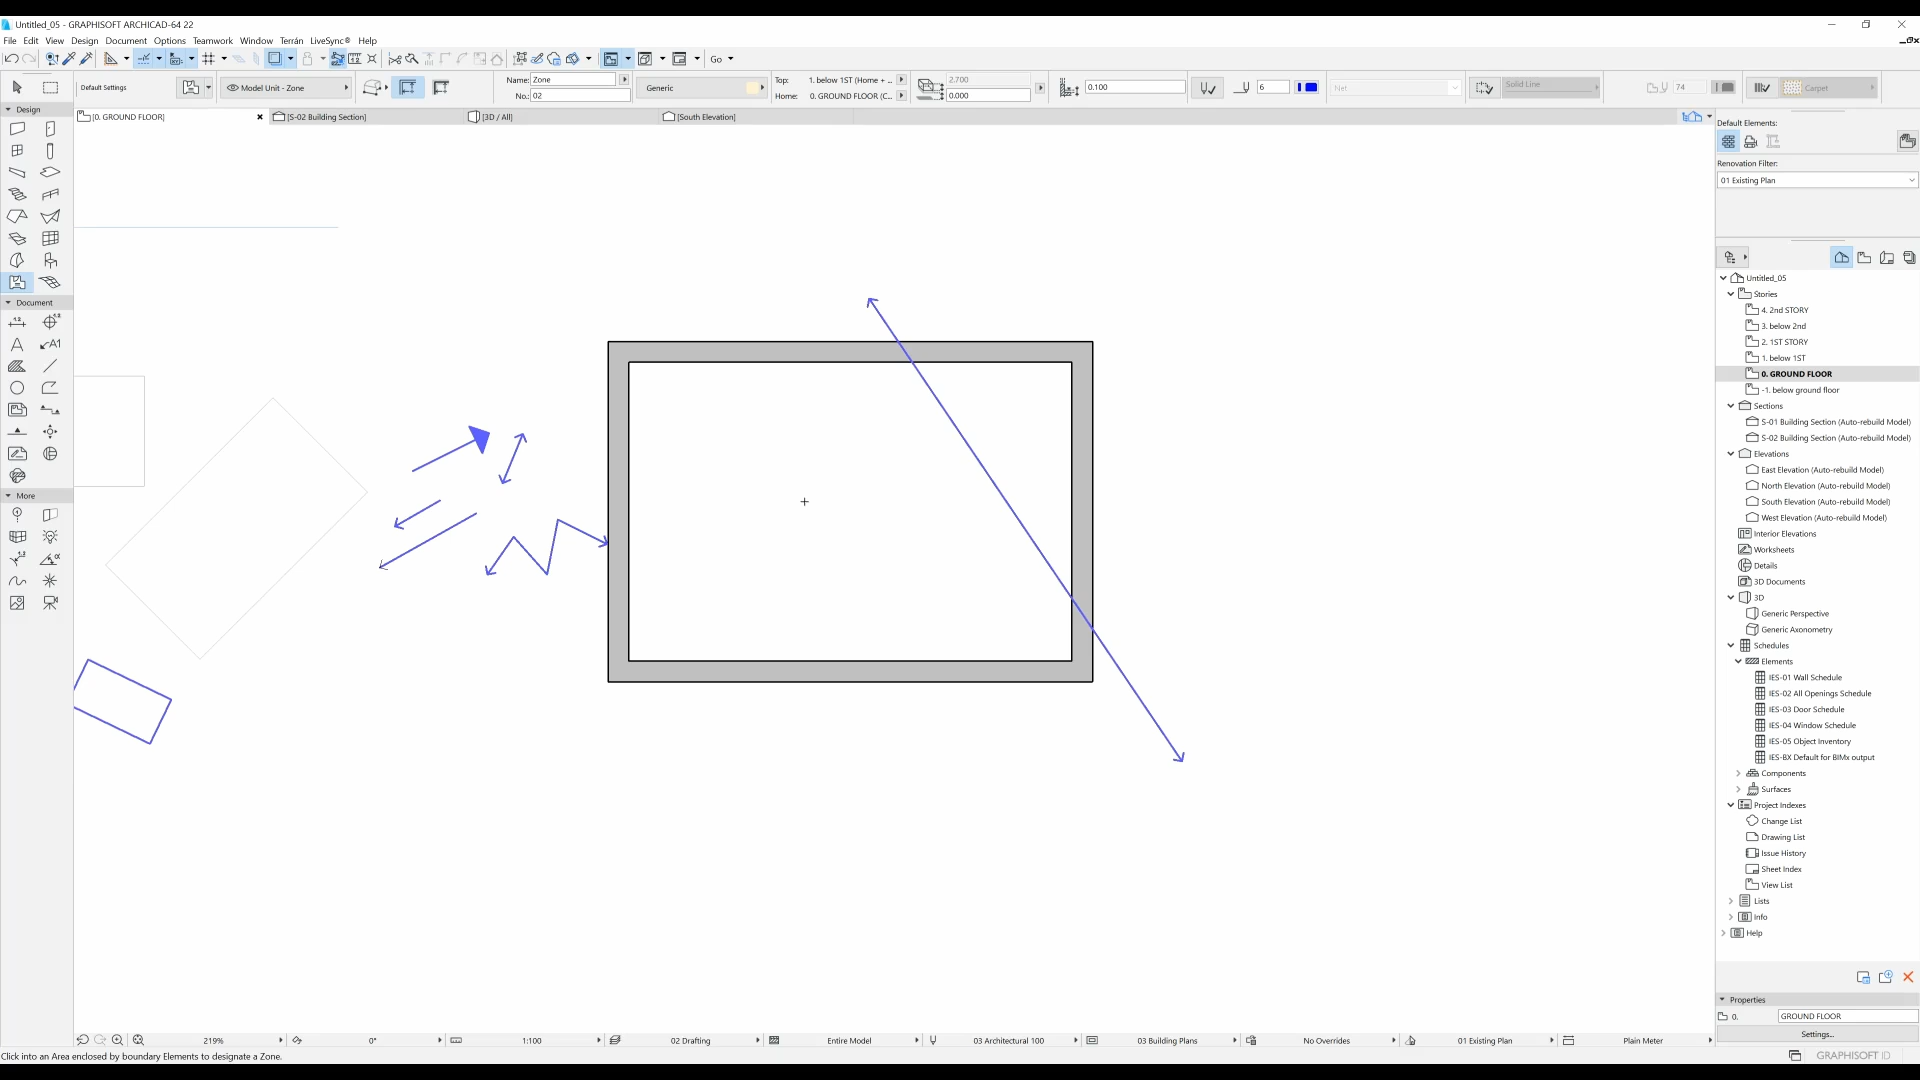 Untitled_05 - GRAPHISOFT ARCHICAD-64 22
File Edit View Design Document Options Teamwork Window Terrán LiveSync® Help
Go
Default Settings
Model Unit - Zone
Name: Zone
No.: 02
Generic
Top: 1. below 1ST (Home + ...
Home: 0. GROUND FLOOR (C...
2.700
0.000
0.100
6
Net
Solid Line
74
Carpet
[0. GROUND FLOOR]
[S-02 Building Section]
[3D / All]
[South Elevation]
Design
Document
More
Default Elements:
Renovation Filter:
01 Existing Plan
Untitled_05
Stories
4. 2nd STORY
3. below 2nd
2. 1ST STORY
1. below 1ST
0. GROUND FLOOR
-1. below ground floor
Sections
S-01 Building Section (Auto-rebuild Model)
S-02 Building Section (Auto-rebuild Model)
Elevations
East Elevation (Auto-rebuild Model)
North Elevation (Auto-rebuild Model)
South Elevation (Auto-rebuild Model)
West Elevation (Auto-rebuild Model)
Interior Elevations
Worksheets
Details
3D Documents
3D
Generic Perspective
Generic Axonometry
Schedules
Elements
IES-01 Wall Schedule
IES-02 All Openings Schedule
IES-03 Door Schedule
IES-04 Window Schedule
IES-05 Object Inventory
IES-BX Default for BIMx output
Components
Surfaces
Project Indexes
Change List
Drawing List
Issue History
Sheet Index
View List
Lists
Info
Help
Properties
0. GROUND FLOOR
Settings...
219%
0°
1:100
02 Drafting
Entire Model
03 Architectural 100
03 Building Plans
No Overrides
01 Existing Plan
Plain Meter
Click into an Area enclosed by boundary Elements to designate a Zone.
GRAPHISOFT ID